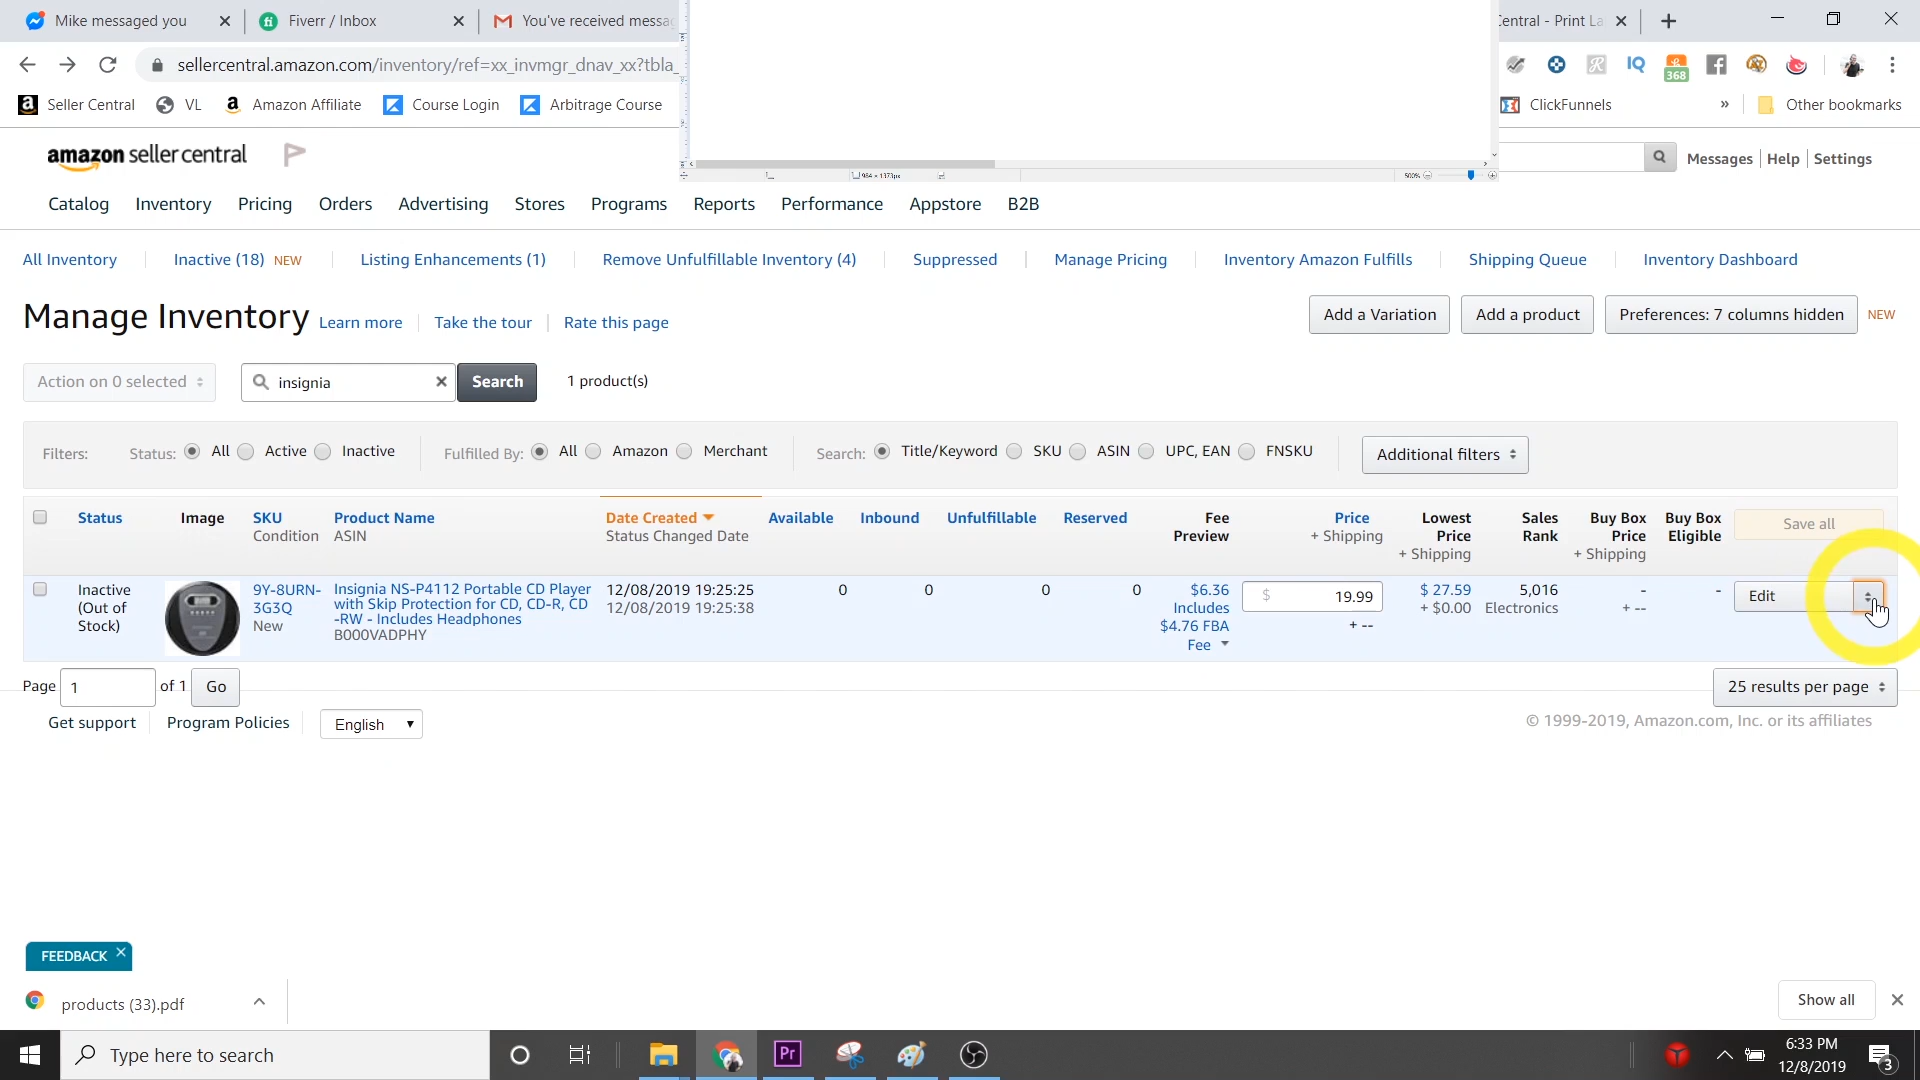 Mike messaged you
Fiverr / Inbox
You've received messa
Central - Print La
sellercentral.amazon.com/inventory/ref=xx_invmgr_dnav_xx?tbla_
IQ
368
Seller Central
VL
Amazon Affiliate
Course Login
Arbitrage Course
ClickFunnels
»
Other bookmarks
amazon seller central
984 × 1373px
500%
Messages | Help | Settings
Catalog Inventory Pricing Orders Advertising Stores Programs Reports Performance Appstore B2B
All Inventory Inactive (18) NEW Listing Enhancements (1) Remove Unfulfillable Inventory (4) Suppressed Manage Pricing Inventory Amazon Fulfills Shipping Queue Inventory Dashboard
Manage Inventory Learn more Take the tour Rate this page
Add a Variation Add a product Preferences: 7 columns hidden NEW
Action on 0 selected insignia Search 1 product(s)
Filters: Status: All Active Inactive Fulfilled By: All Amazon Merchant Search: Title/Keyword SKU ASIN UPC, EAN FNSKU Additional filters
Status
Image
SKU
Condition
Product Name
ASIN
Date Created
Status Changed Date
Available
Inbound
Unfulfillable
Reserved
Fee
Preview
Price
+ Shipping
Lowest
Price
+ Shipping
Sales
Rank
Buy Box
Price
+ Shipping
Buy Box
Eligible
Save all
Inactive
(Out of
Stock)
9Y-8URN-
3G3Q
New
Insignia NS-P4112 Portable CD Player
with Skip Protection for CD, CD-R, CD
-RW - Includes Headphones
B000VADPHY
12/08/2019 19:25:25
12/08/2019 19:25:38
0
0
0
0
$6.36
Includes
$4.76 FBA
Fee
$ 19.99
+ --
$ 27.59
+ $0.00
5,016
Electronics
-
+ --
-
Edit
Page 1 of 1 Go
25 results per page
Get support Program Policies English
© 1999-2019, Amazon.com, Inc. or its affiliates
FEEDBACK
products (33).pdf
Show all
Type here to search
Pr
6:33 PM
12/8/2019
3